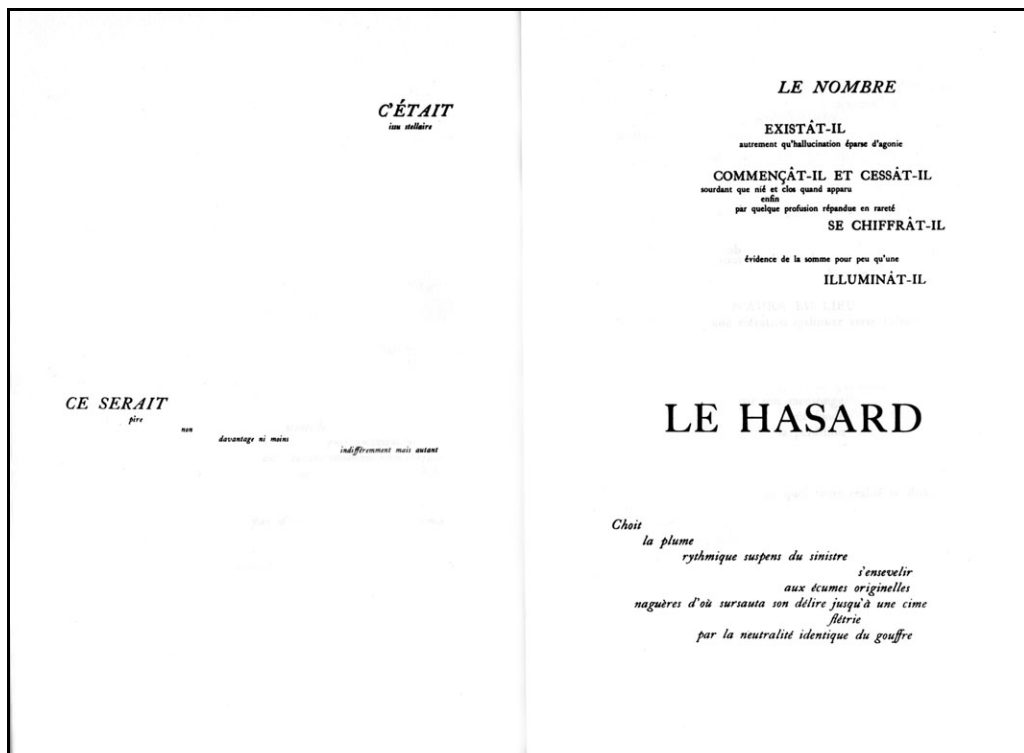 C'ÉTAIT
issu stellaire
CE SERAIT
pire
non
davantage ni moins
indifféremment mais autant
LE NOMBRE
EXISTÂT-IL
autrement qu'hallucination éparse d'agonie
COMMENÇÂT-IL ET CESSÂT-IL
sourdant que nié et clos quand apparu
enfin
par quelque profusion répandue en rareté
SE CHIFFRÂT-IL
évidence de la somme pour peu qu'une
ILLUMINÂT-IL
LE HASARD
Choit
la plume
rythmique suspens du sinistre
s'ensevelir
aux écumes originelles
naguères d'où sursauta son délire jusqu'à une cime
flétrie
par la neutralité identique du gouffre